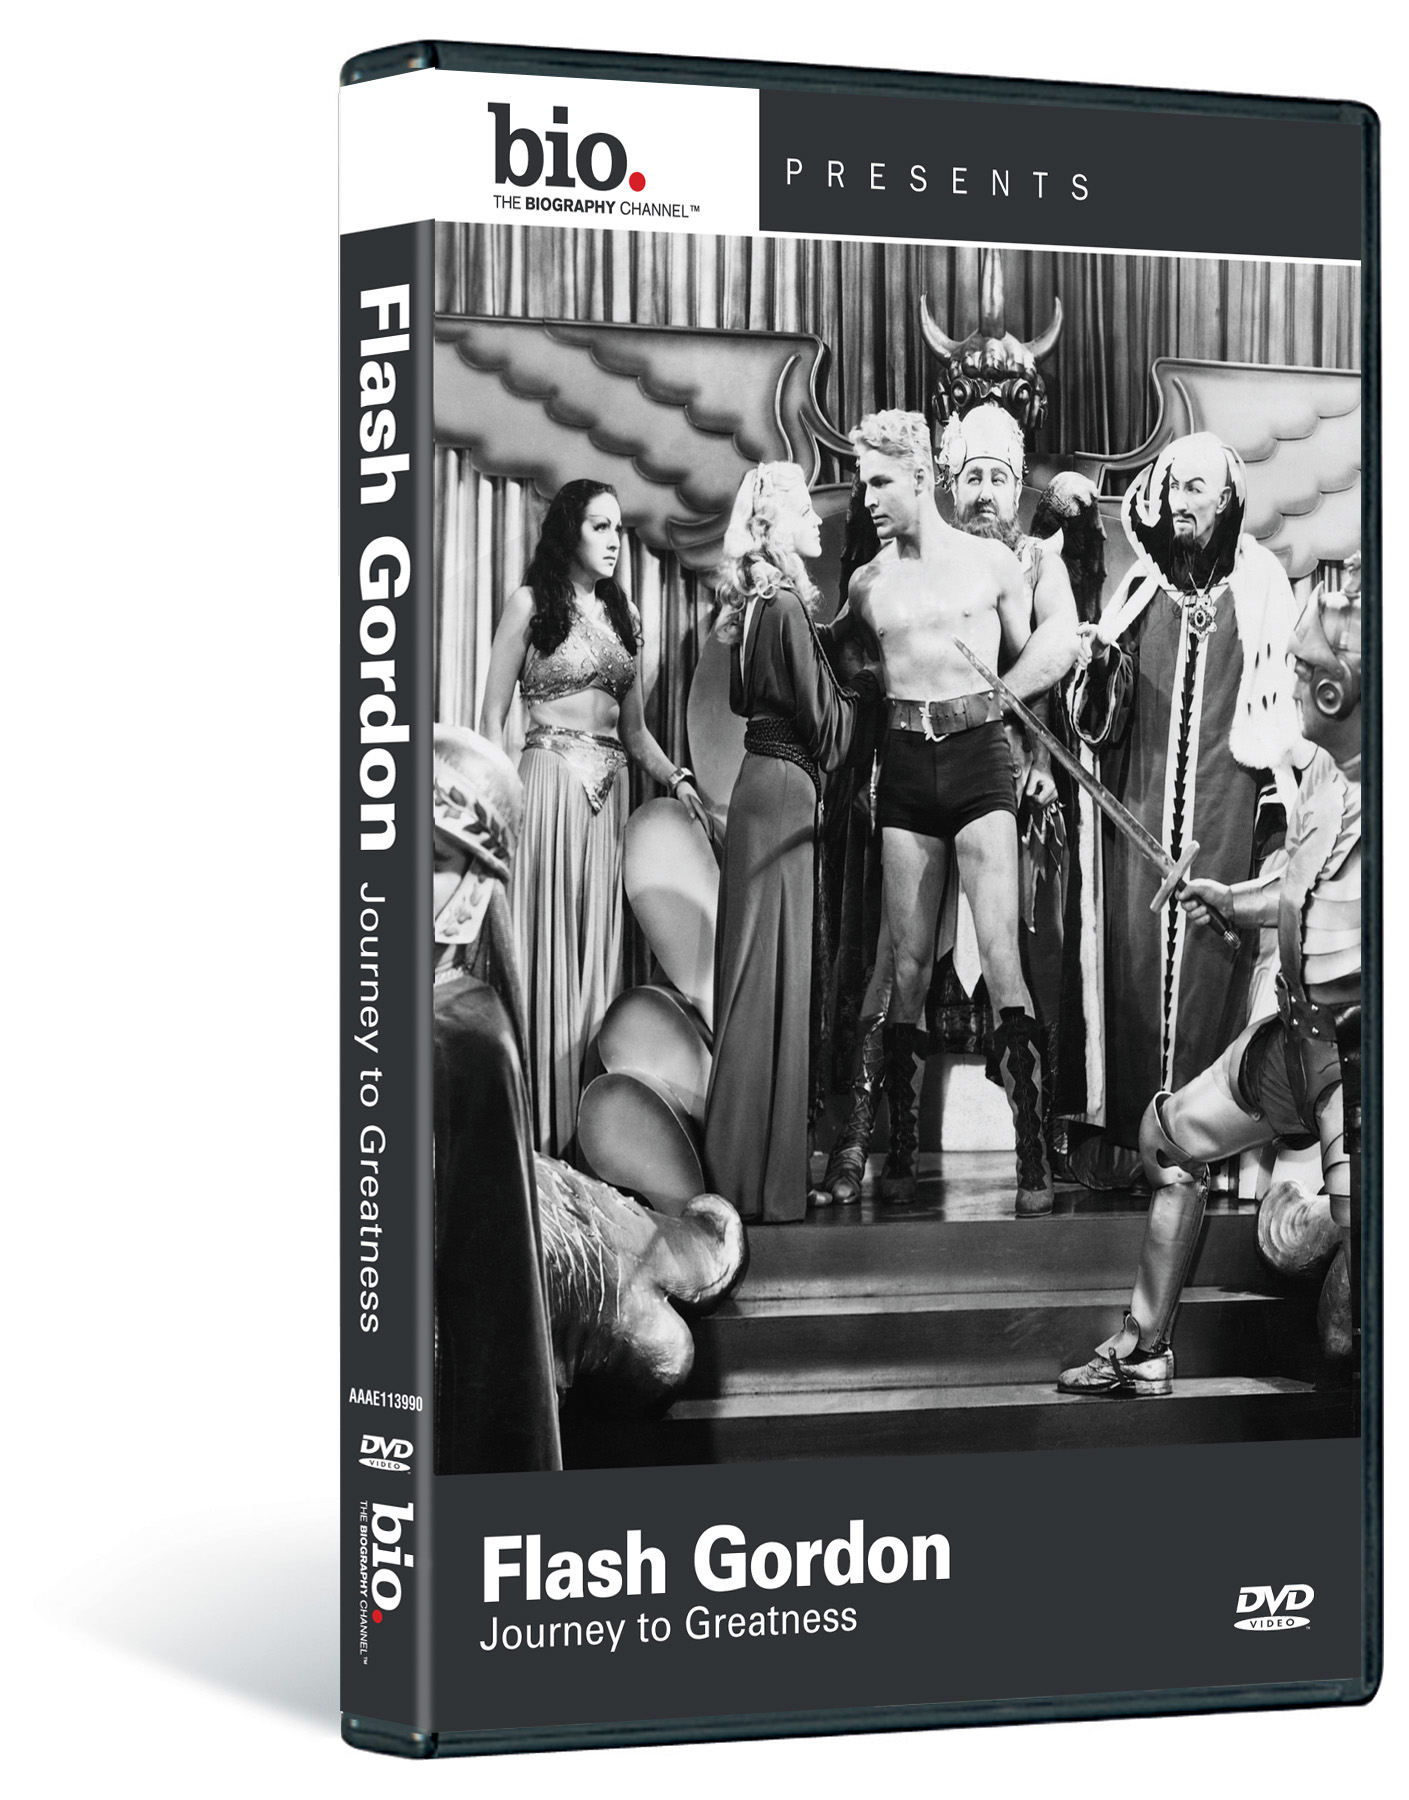 bio.
THE BIOGRAPHY CHANNEL™
PRESENTS
Flash Gordon
Journey to Greatness
DVD
VIDEO
Flash Gordon Journey to Greatness
AAAE113990
DVD
VIDEO
bio.
THE BIOGRAPHY CHANNEL™